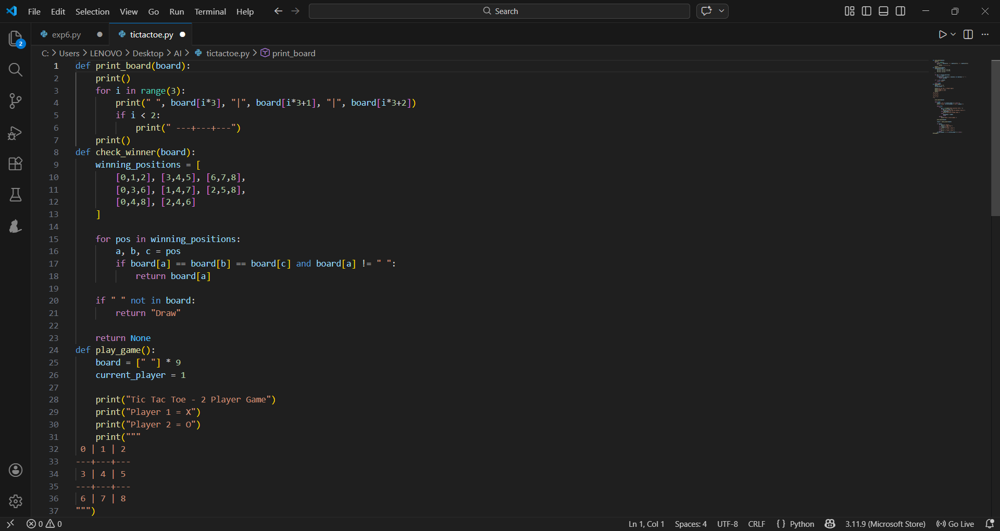 File Edit Selection View Go Run Terminal Help Search
exp6.py tictactoe.py
C: > Users > LENOVO > Desktop > AI > tictactoe.py > print_board
1 def print_board(board):
2     print()
3     for i in range(3):
4         print(" ", board[i*3], "|", board[i*3+1], "|", board[i*3+2])
5         if i < 2:
6             print(" ---+---+---")
7     print()
8 def check_winner(board):
9     winning_positions = [
10         [0,1,2], [3,4,5], [6,7,8],
11         [0,3,6], [1,4,7], [2,5,8],
12         [0,4,8], [2,4,6]
13     ]
14
15     for pos in winning_positions:
16         a, b, c = pos
17         if board[a] == board[b] == board[c] and board[a] != " ":
18             return board[a]
19
20     if " " not in board:
21         return "Draw"
22
23     return None
24 def play_game():
25     board = [" "] * 9
26     current_player = 1
27
28     print("Tic Tac Toe - 2 Player Game")
29     print("Player 1 = X")
30     print("Player 2 = O")
31     print("""
32  0 | 1 | 2
33 ---+---+---
34  3 | 4 | 5
35 ---+---+---
36  6 | 7 | 8
37 """)
2
0 0 Ln 1, Col 1 Spaces: 4 UTF-8 CRLF {} Python 3.11.9 (Microsoft Store) Go Live